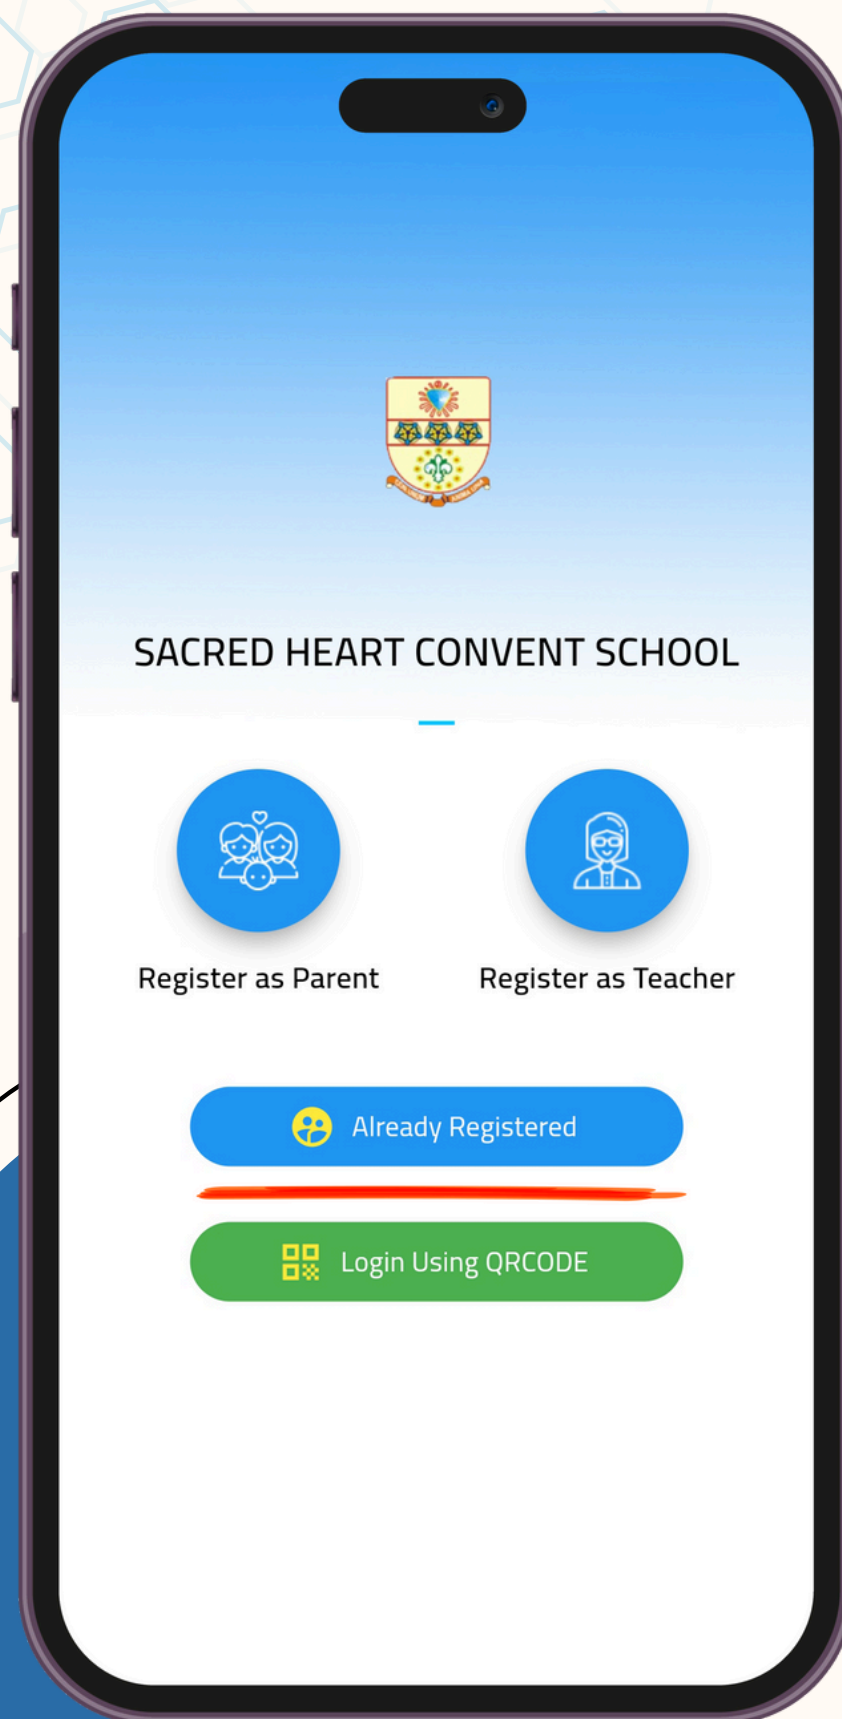 SACRED HEART CONVENT SCHOOL
Register as Parent
Register as Teacher
Already Registered
Login Using QRCODE